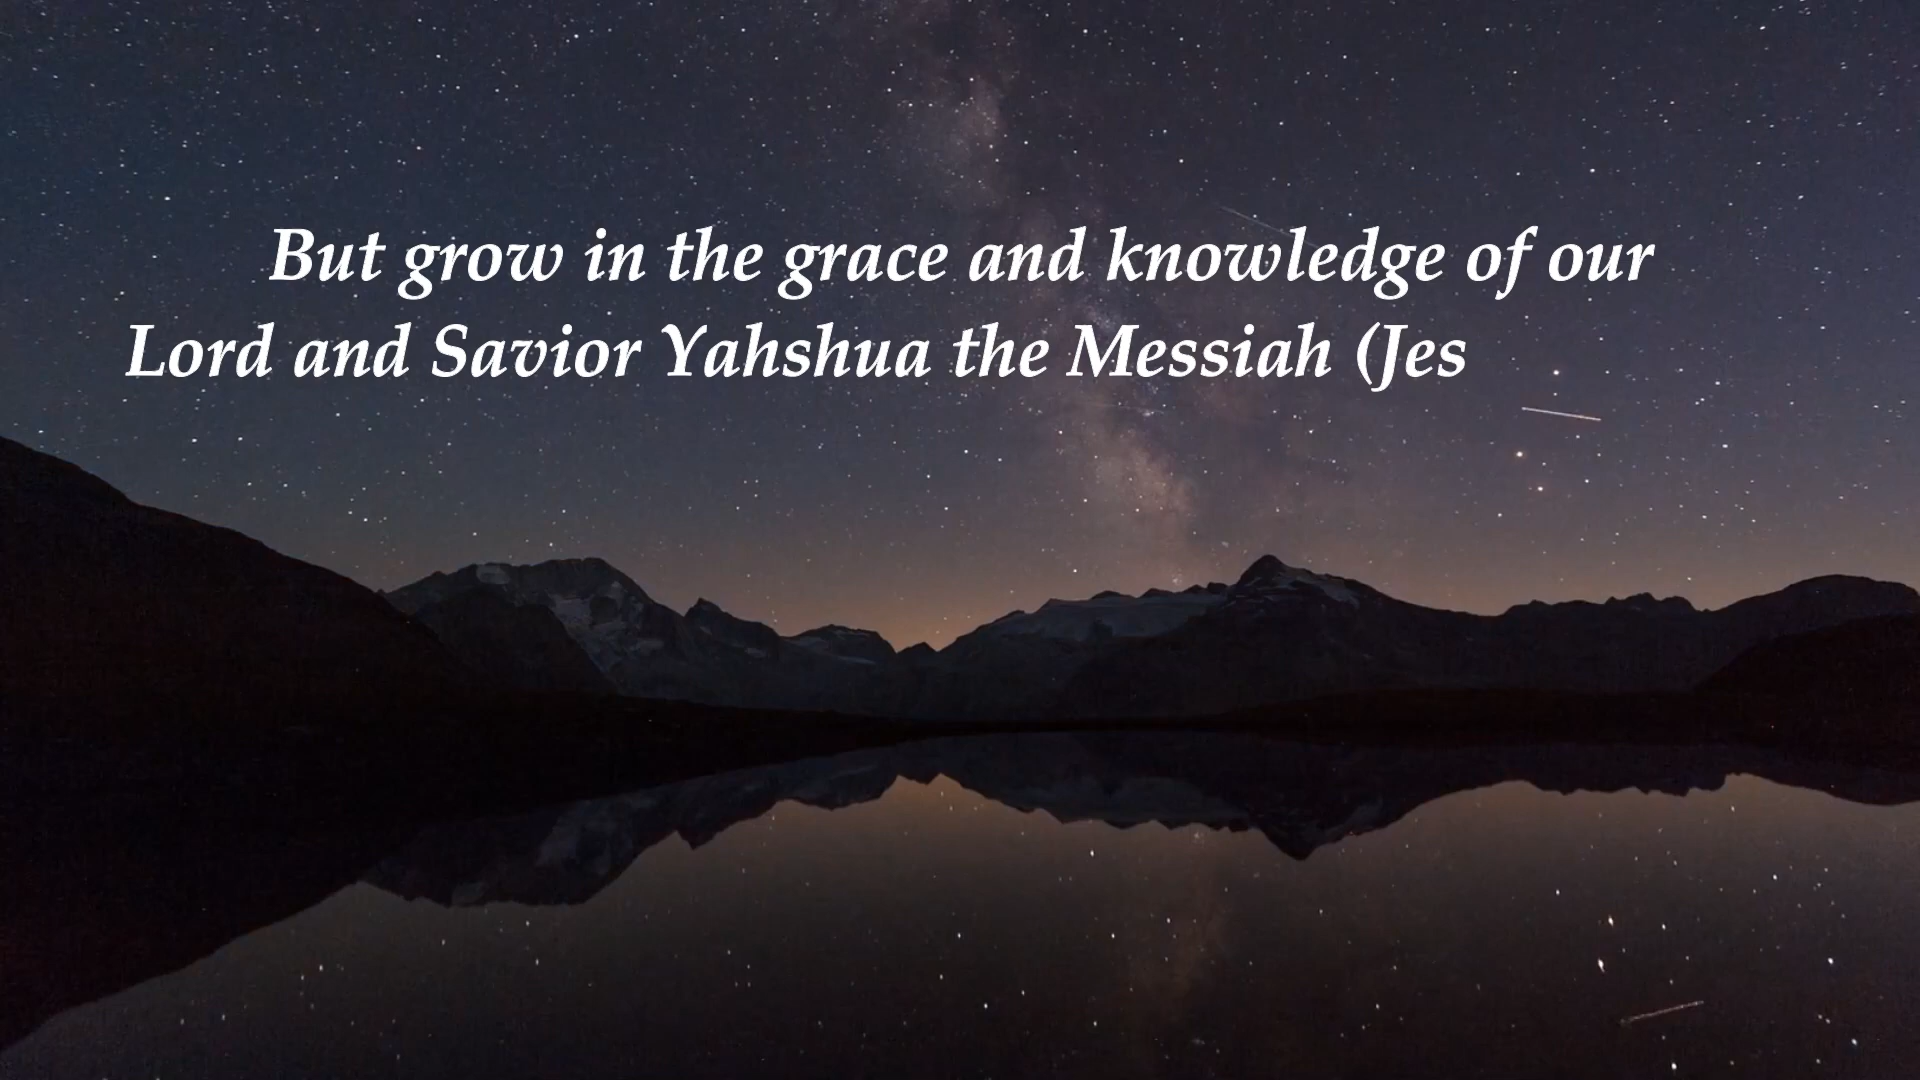 But grow in the grace and knowledge of our
Lord and Savior Yahshua the Messiah (Jes